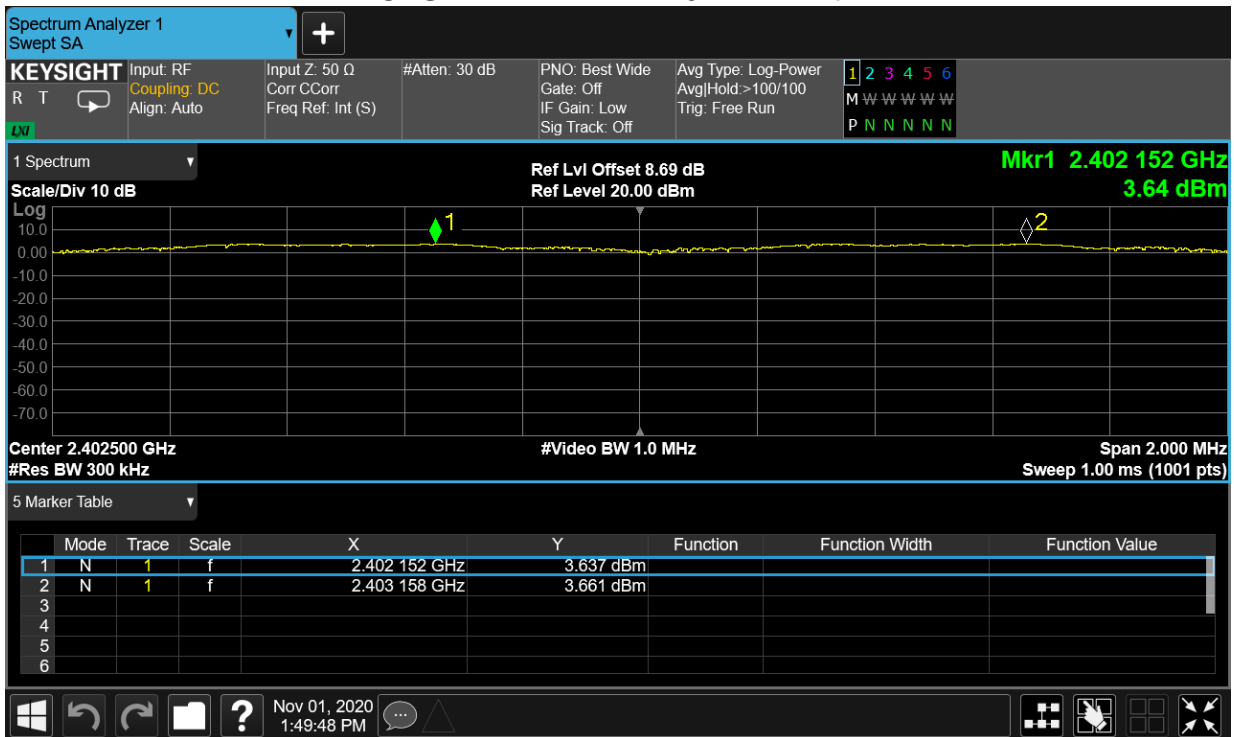 Spectrum Analyzer 1
Swept SA
KEYSIGHT
R T
LXI
Input: RF
Coupling: DC
Align: Auto
Input Z: 50 Ω
Corr CCorr
Freq Ref: Int (S)
#Atten: 30 dB
PNO: Best Wide
Gate: Off
IF Gain: Low
Sig Track: Off
Avg Type: Log-Power
Avg|Hold:>100/100
Trig: Free Run
1 2 3 4 5 6
M W W W W W
P N N N N N
1 Spectrum
Scale/Div 10 dB
Ref Lvl Offset 8.69 dB
Ref Level 20.00 dBm
Mkr1 2.402 152 GHz
3.64 dBm
Log
10.0
0.00
-10.0
-20.0
-30.0
-40.0
-50.0
-60.0
-70.0
1
2
Center 2.402500 GHz
#Video BW 1.0 MHz
Span 2.000 MHz
#Res BW 300 kHz
Sweep 1.00 ms (1001 pts)
5 Marker Table
Mode Trace Scale X Y Function Function Width Function Value
1 N 1 f 2.402 152 GHz 3.637 dBm
2 N 1 f 2.403 158 GHz 3.661 dBm
3
4
5
6
?
Nov 01, 2020
1:49:48 PM